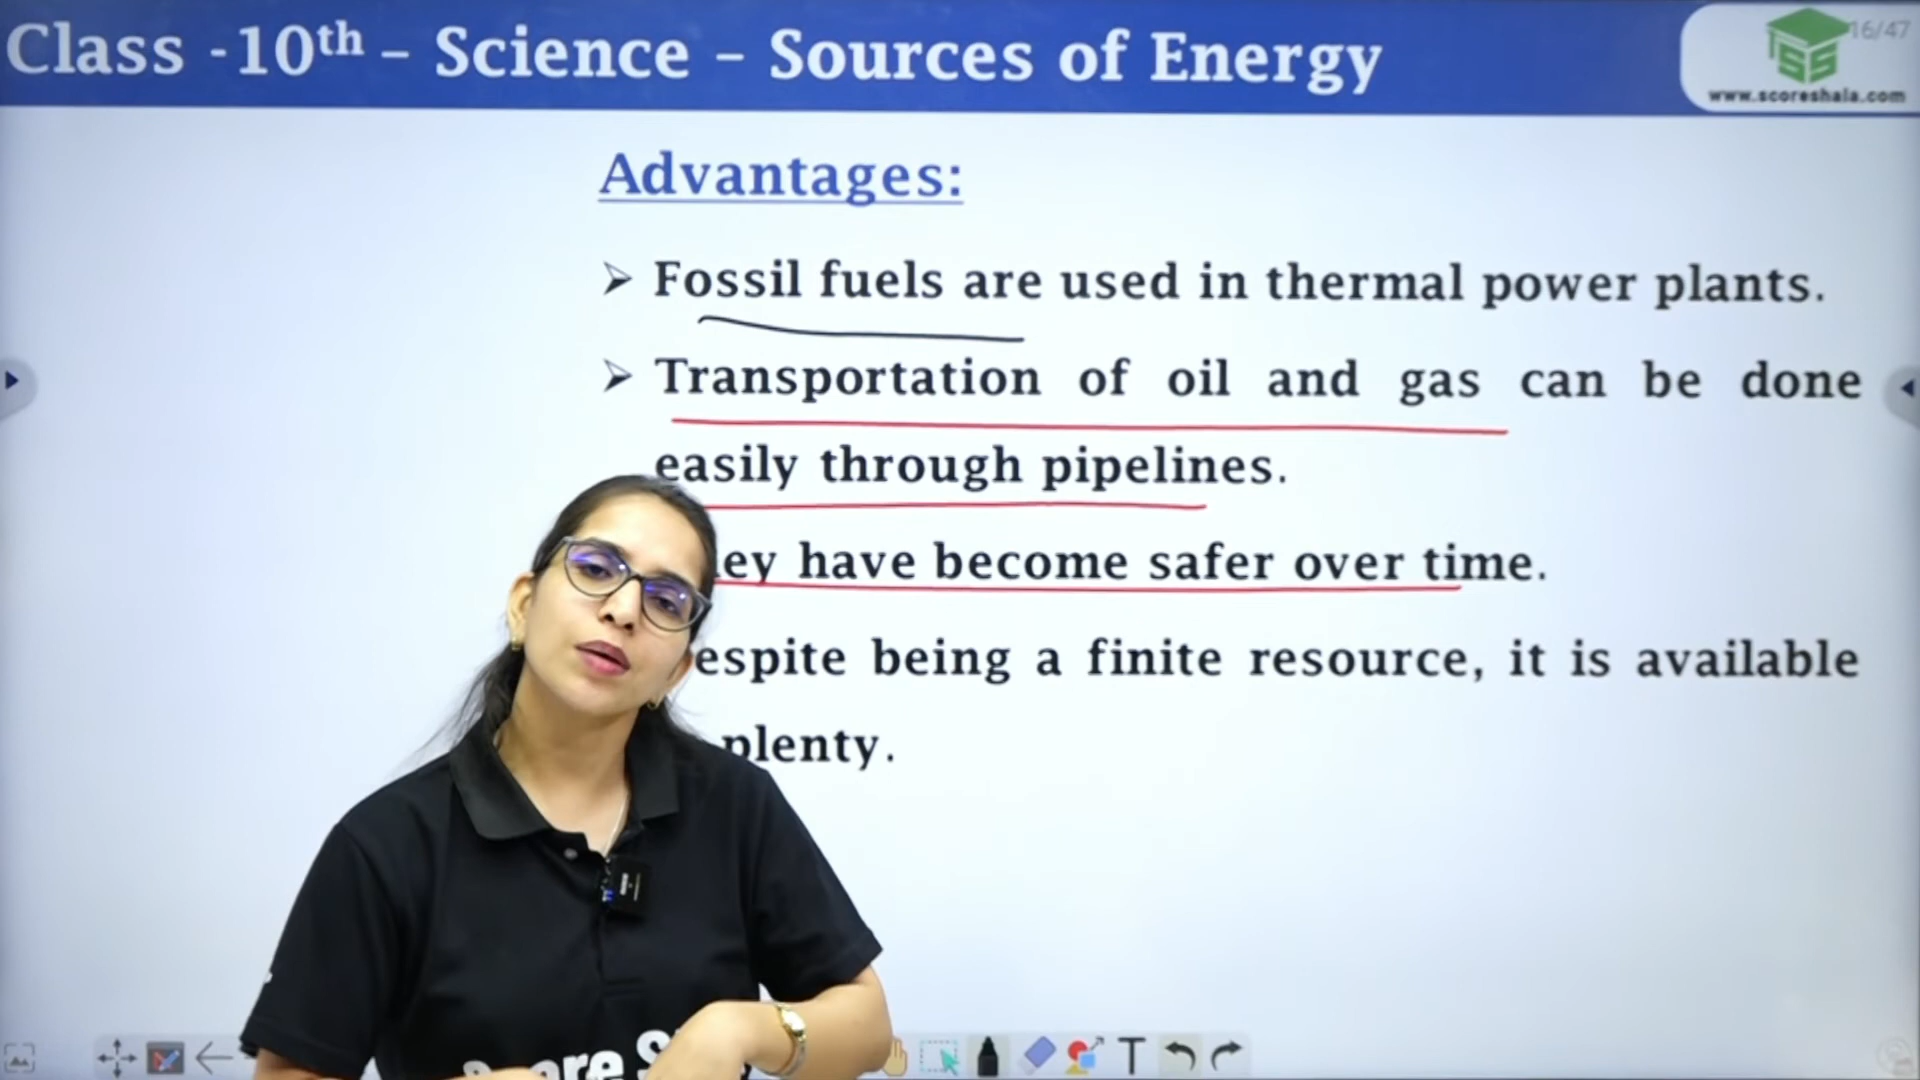 Class -10th – Science – Sources of Energy
16/47
www.scoreshala.com
Advantages:
➢ Fossil fuels are used in thermal power plants.
➢ Transportation of oil and gas can be done
easily through pipelines.
have become safer over time.
being a finite resource, it is available
plenty.
T